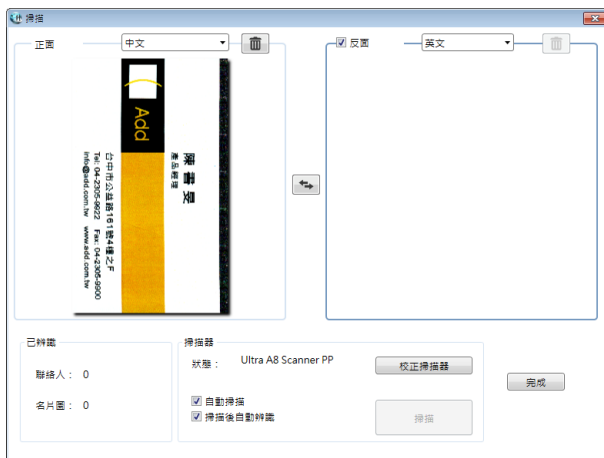 掃描
正面
中文
反面
英文
Add
陳書旻
產品經理
台中市公益路161號4樓之F
Tel: 04-2305-9922 Fax: 04-2305-9900
info@add.com.tw www.add.com.tw
已辨識
聯絡人： 0
名片圖： 0
掃描器
狀態： Ultra A8 Scanner PP
校正掃描器
自動掃描
掃描後自動辨識
掃描
完成